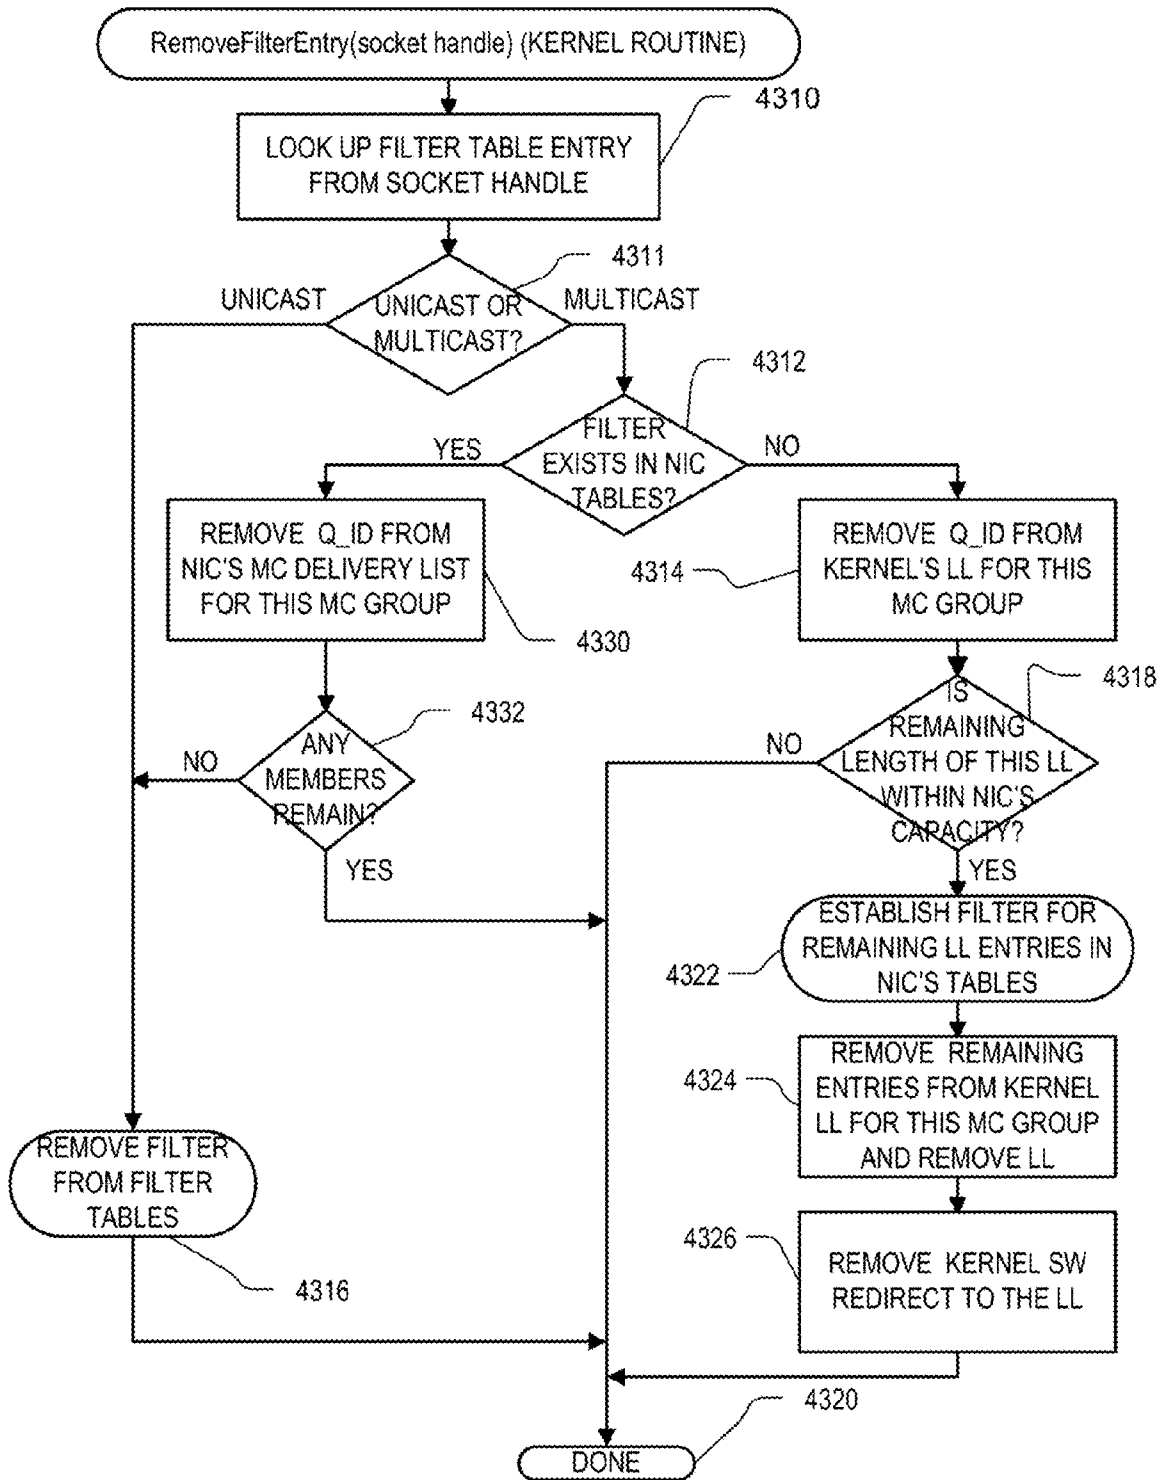 RemoveFilterEntry(socket handle) (KERNEL ROUTINE)
4310
LOOK UP FILTER TABLE ENTRY
FROM SOCKET HANDLE
4311
UNICAST
UNICAST OR
MULTICAST?
MULTICAST
4312
FILTER
EXISTS IN NIC
TABLES?
YES
NO
REMOVE Q_ID FROM
NIC'S MC DELIVERY LIST
FOR THIS MC GROUP
4330
REMOVE Q_ID FROM
KERNEL'S LL FOR THIS
MC GROUP
4314
4332
ANY
MEMBERS
REMAIN?
NO
YES
4318
IS
REMAINING
LENGTH OF THIS LL
WITHIN NIC'S
CAPACITY?
NO
YES
ESTABLISH FILTER FOR
REMAINING LL ENTRIES IN
NIC'S TABLES
4322
REMOVE REMAINING
ENTRIES FROM KERNEL
LL FOR THIS MC GROUP
AND REMOVE LL
4324
REMOVE FILTER
FROM FILTER
TABLES
4316
REMOVE KERNEL SW
REDIRECT TO THE LL
4326
4320
DONE